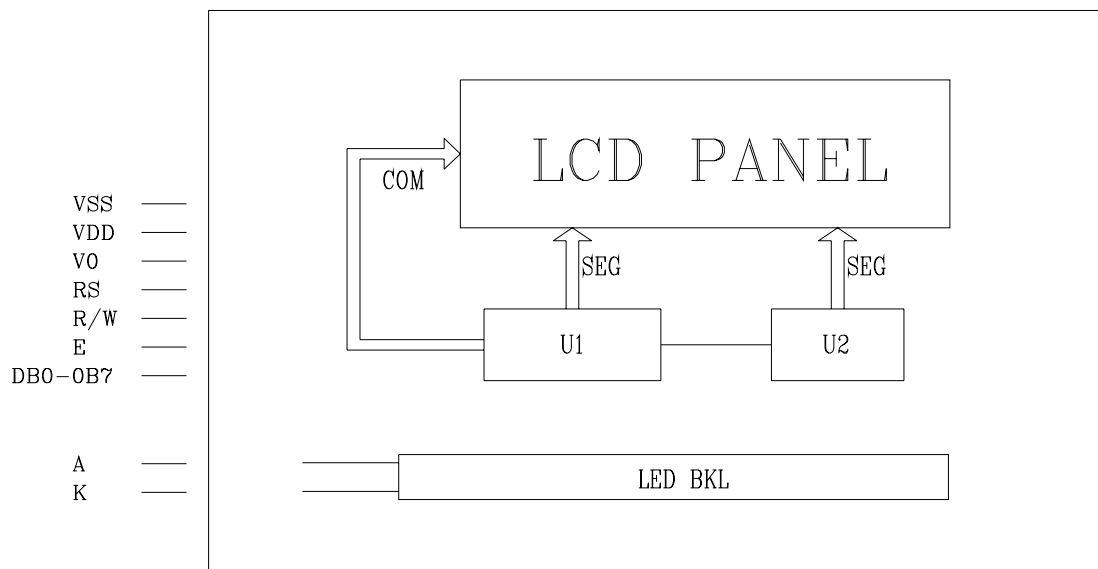 LCD PANEL
COM
VSS
VDD
V0
RS
R/W
E
DB0-0B7
SEG
SEG
U1
U2
A
K
LED BKL